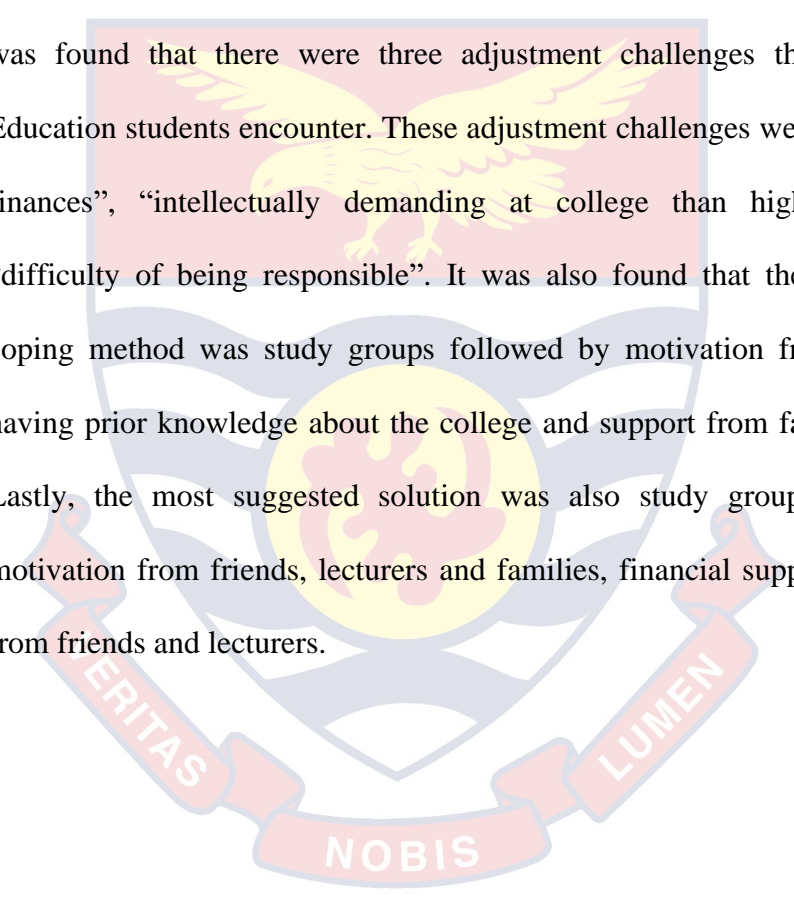 was found that there were three adjustment challenges th
Education students encounter. These adjustment challenges we
finances”, “intellectually demanding at college than hig
“difficulty of being responsible”. It was also found that the
coping method was study groups followed by motivation fr
having prior knowledge about the college and support from fa
Lastly, the most suggested solution was also study group
motivation from friends, lecturers and families, financial supp
from friends and lecturers.
VERITAS
NOBIS
LUMEN